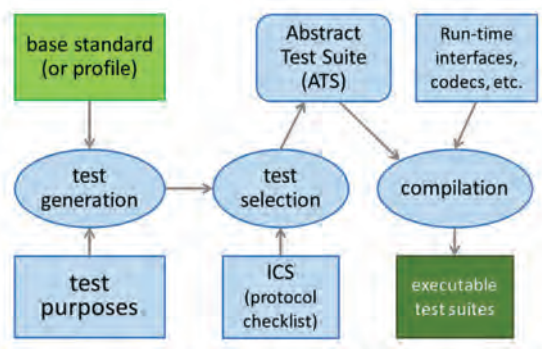 base standard
(or profile)
Abstract
Test Suite
(ATS)
Run-time
interfaces,
codecs, etc.
test
generation
test
selection
compilation
test
purposes
ICS
(protocol
checklist)
executable
test suites